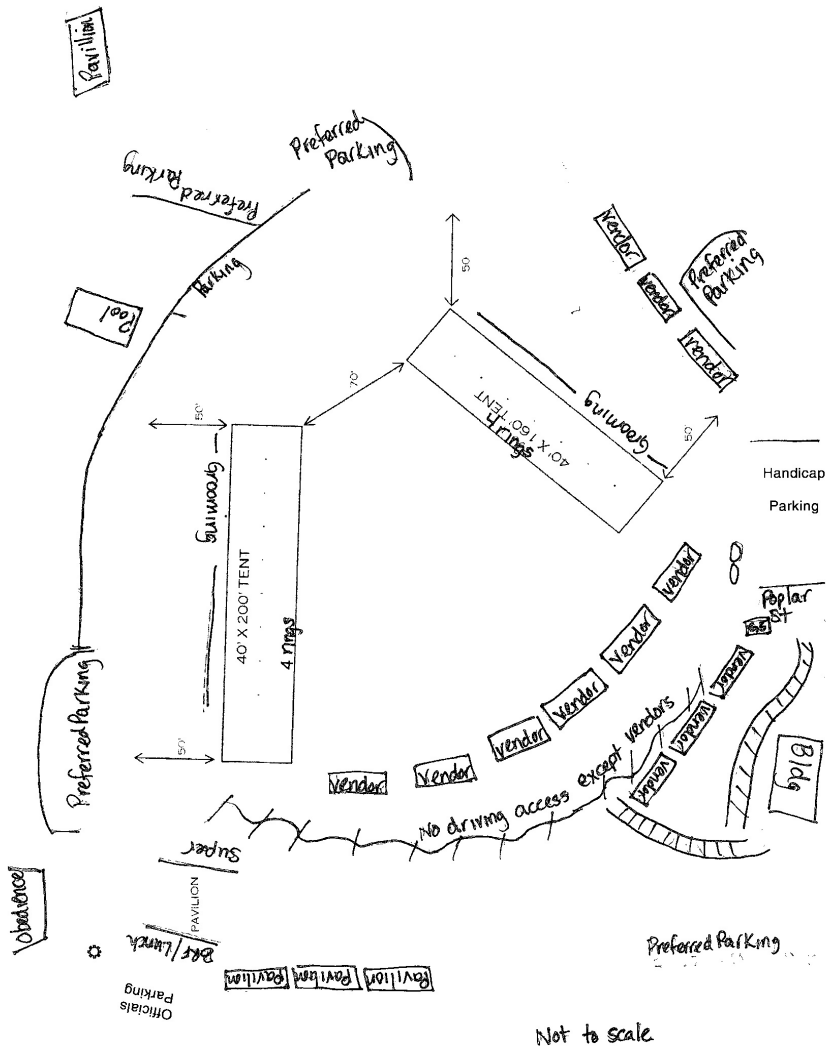 Pavillion
Preferred
Parking
Preferred
Parking
Parking
Pool
50'
Vendor
Vendor
Vendor
Preferred
Parking
70'
50'
Grooming
40' X 160' TENT
4 rings
Grooming
50'
Handicap
Parking
40' X 200' TENT
4 rings
Vendor
Vendor
Vendor
Vendor
Vendor
Vendor
Poplar
St
Vendor
Vendor
Vendor
Bldg
Preferred Parking
50'
No driving access except vendors
Super
PAVILION
BRF/Lunch
Obedience
Officials
Parking
Pavilion
Pavilion
Pavilion
Preferred Parking
Not to scale